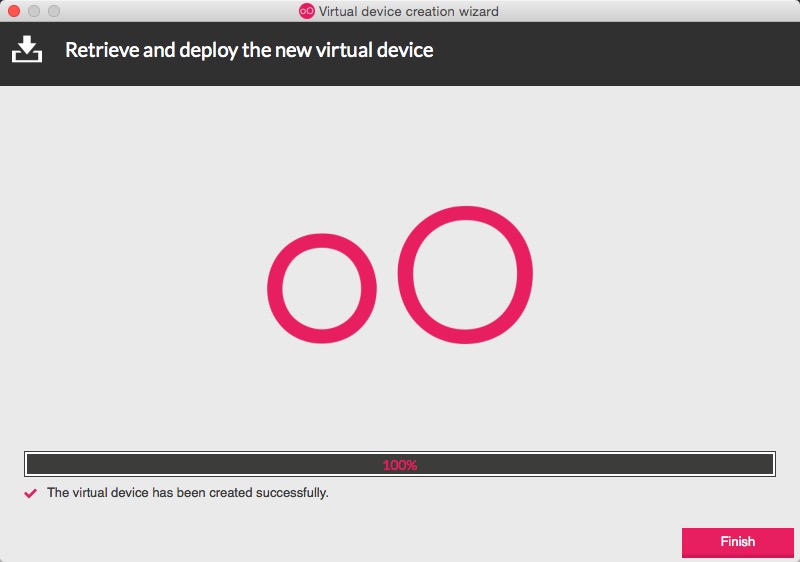 Virtual device creation wizard
Retrieve and deploy the new virtual device
100%
The virtual device has been created successfully.
Finish